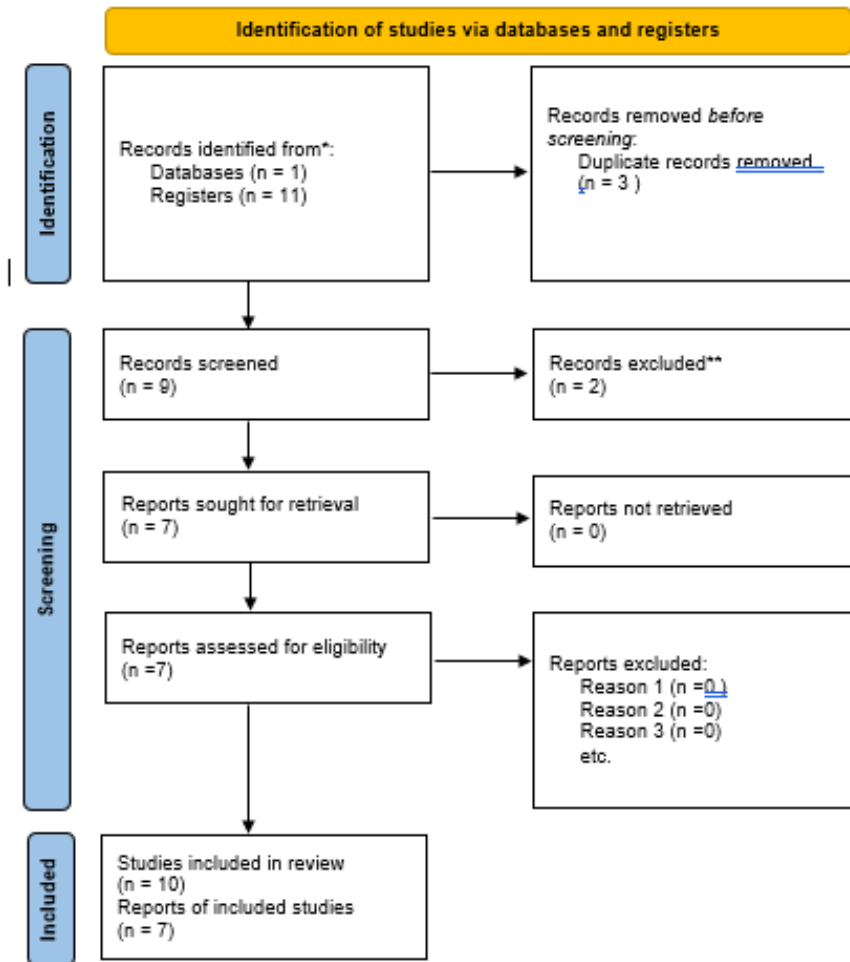 Identification of studies via databases and registers
Identification
Records identified from*:
Databases (n = 1)
Registers (n = 11)
Records removed before
screening:
Duplicate records removed
(n = 3 )
Screening
Records screened
(n = 9)
Records excluded**
(n = 2)
Reports sought for retrieval
(n = 7)
Reports not retrieved
(n = 0)
Reports assessed for eligibility
(n =7)
Reports excluded:
Reason 1 (n =0 )
Reason 2 (n =0)
Reason 3 (n =0)
etc.
Included
Studies included in review
(n = 10)
Reports of included studies
(n = 7)